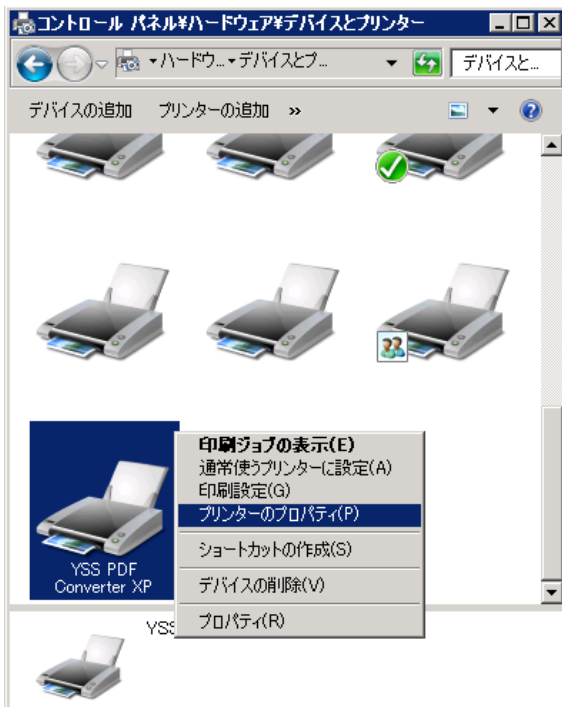 コントロール パネル¥ハードウェア¥デバイスとプリンター
ハードウ... デバイスとプ... デバイスと...
デバイスの追加 プリンターの追加 »
印刷ジョブの表示(E)
通常使うプリンターに設定(A)
印刷設定(G)
プリンターのプロパティ(P)
ショートカットの作成(S)
デバイスの削除(V)
プロパティ(R)
YSS PDF
Converter XP
YSS